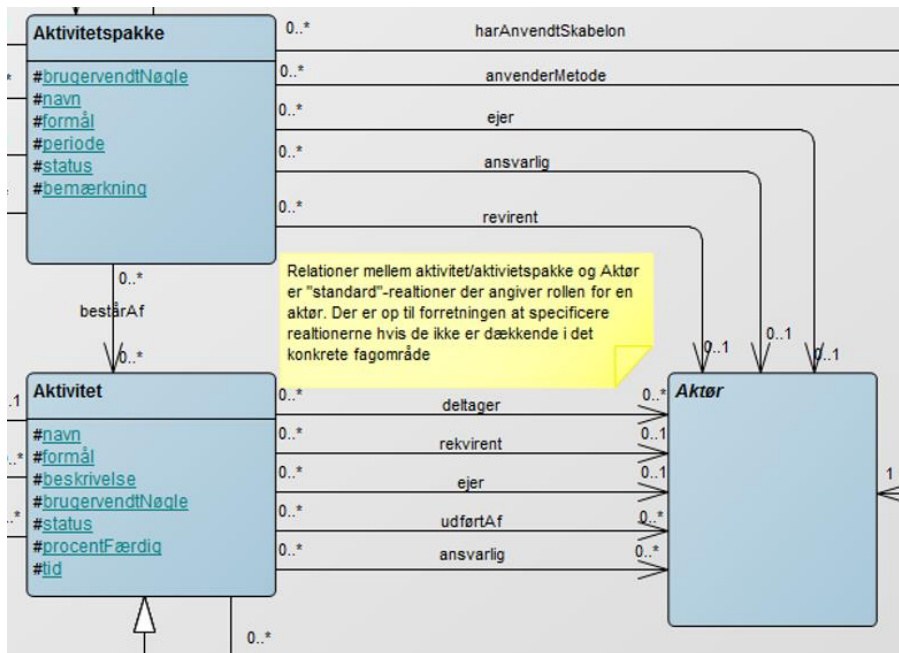 Aktivitetspakke
#brugervendtNøgle
#navn
#formål
#periode
#status
#bemærkning
0..* harAnvendtSkabelon
0..* anvenderMetode
0..* ejer
0..* ansvarlig
0..* revirent
0..*
består Af
0..*
Relationer mellem aktivitet/aktivietspakke og Aktør
er "standard"-realtioner der angiver rollen for en
aktør. Der er op til forretningen at specificere
realtionerne hvis de ikke er dækkende i det
konkrete fagområde
0..1
0..1
0..1
Aktivitet
#navn
#formål
#beskrivelse
#brugervendtNøgle
#status
#procentFærdig
#tid
0..* deltager 0..*
0..* rekvirent 0..1
0..* ejer 0..1
0..* udførtAf 0..*
0..* ansvarlig 0..*
Aktør
1
0..*